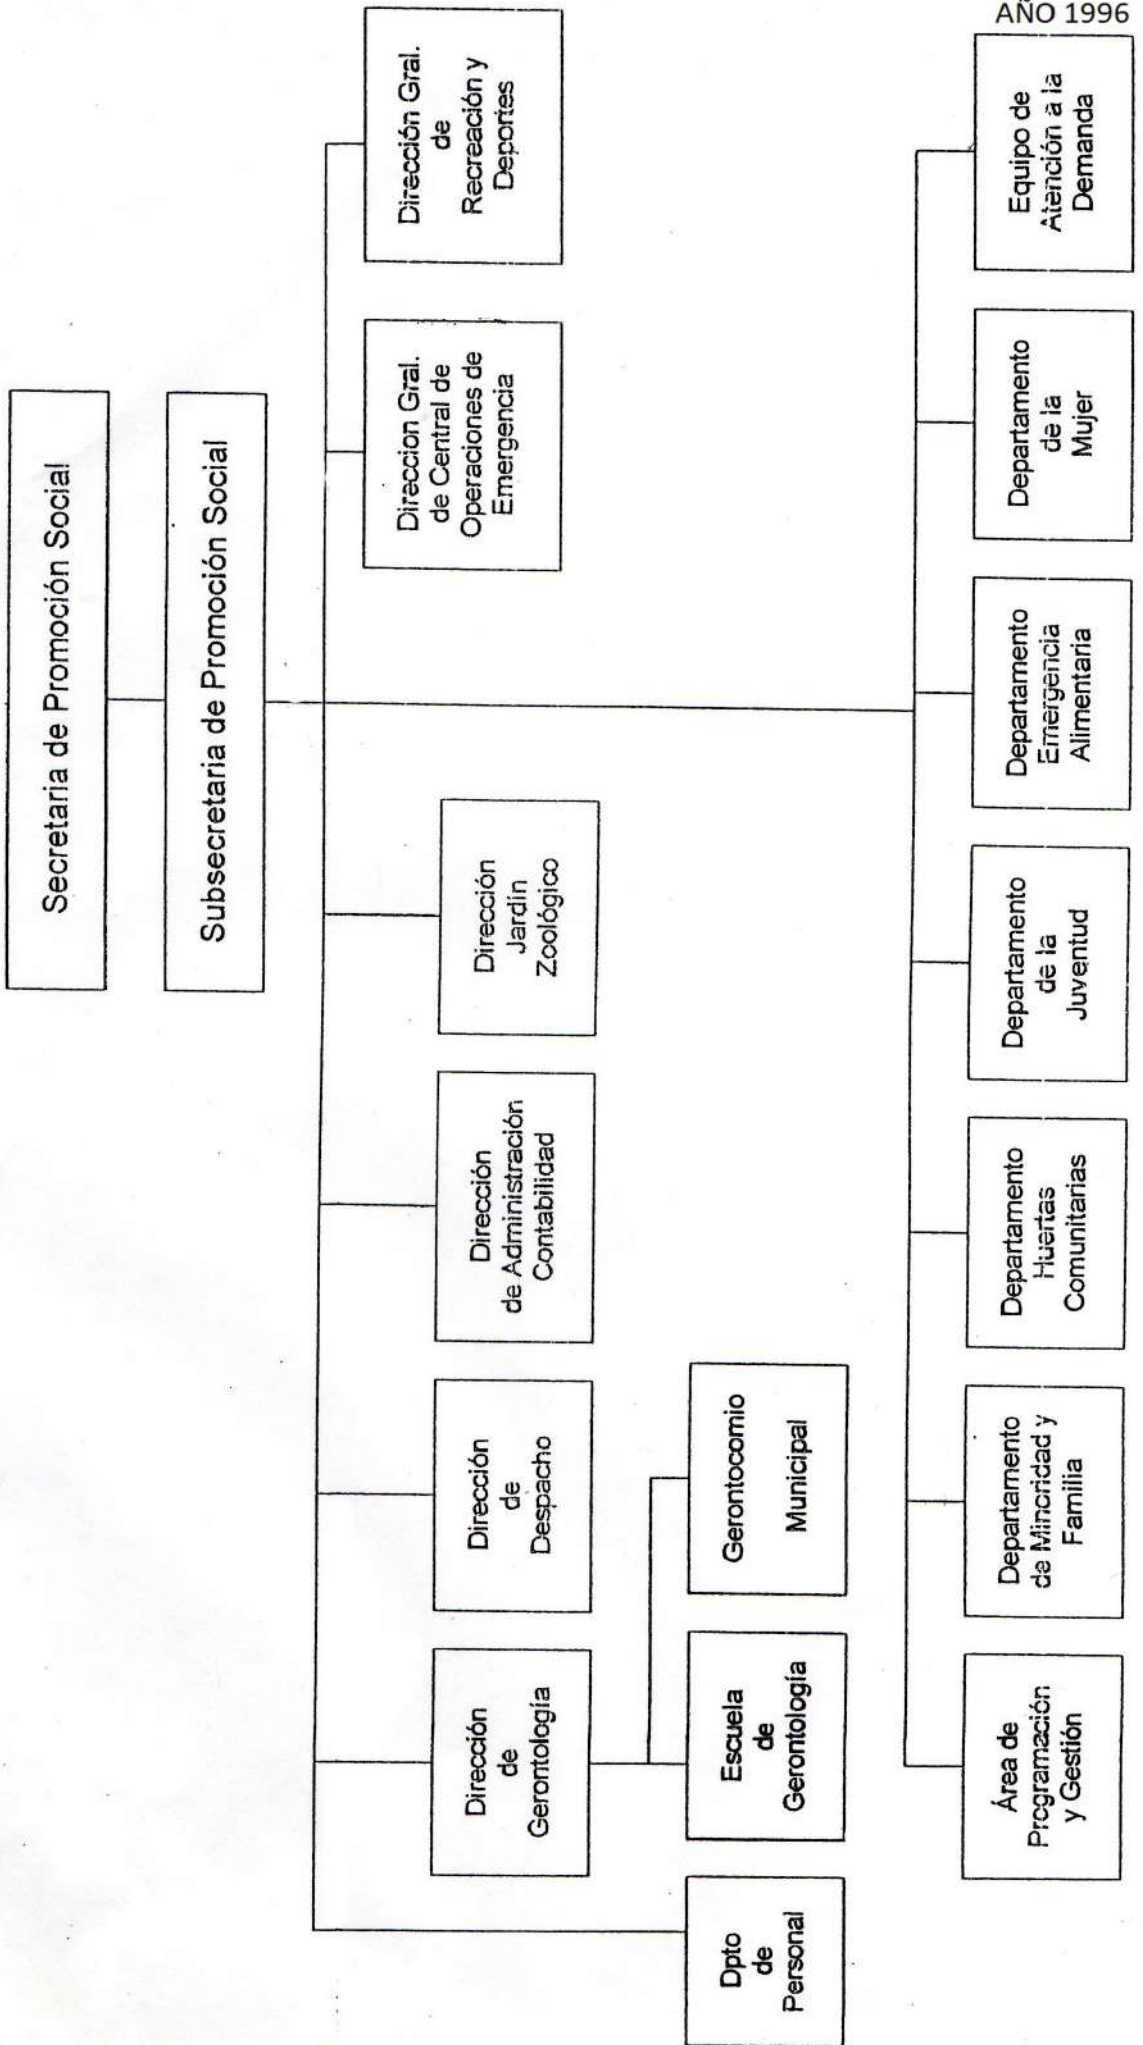 AÑO 1996
Secretaria de Promoción Social
Subsecretaria de Promoción Social
Dirección
de
Gerontología
Dirección
de
Despacho
Dirección
de Administración
Contabilidad
Dirección
Jardín
Zoológico
Direccion Gral.
de Central de
Operaciones de
Emergencia
Dirección Gral.
de
Recreación y
Deportes
Dpto
de
Personal
Escuela
de
Gerontología
Gerontocomio
Municipal
Área de
Programación
y Gestión
Departamento
de Minoridad y
Familia
Departamento
Huertas
Comunitarias
Departamento
de la
Juventud
Departamento
Emergencia
Alimentaria
Departamento
de la
Mujer
Equipo de
Atención a la
Demanda